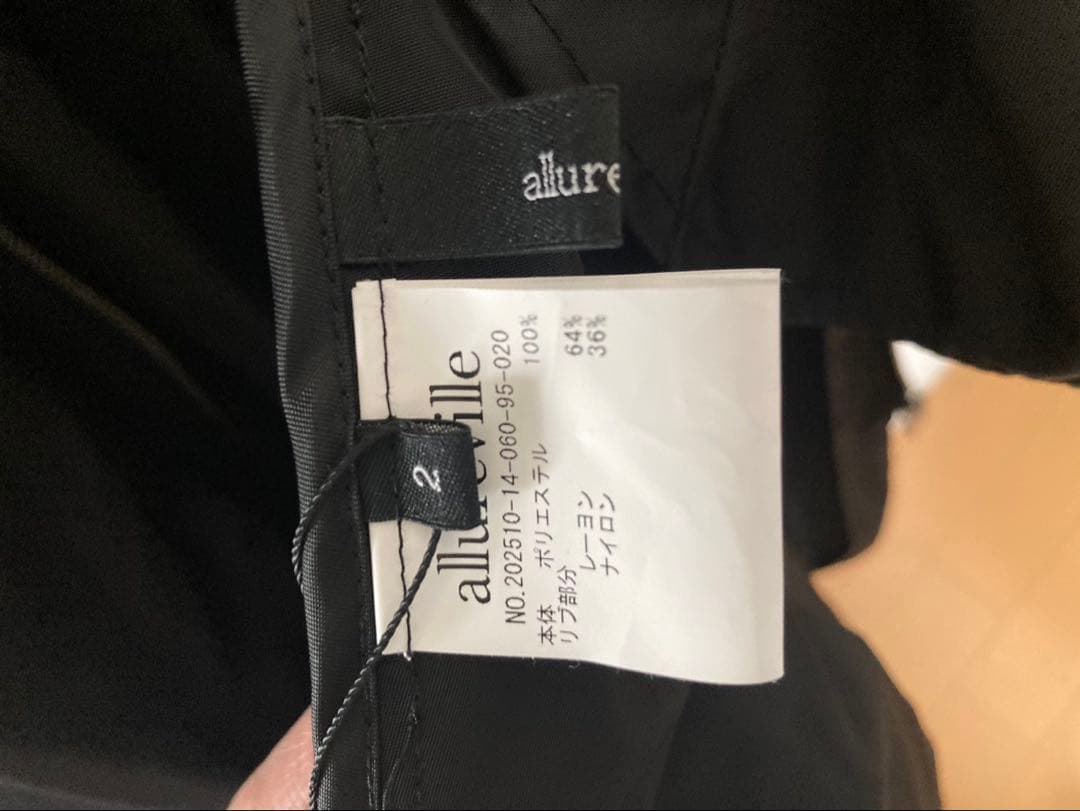 allure
allureville
2
NO.202510-14-060-95-020
本体 ポリエステル 100%
リブ部分
レーヨン 64%
ナイロン 36%